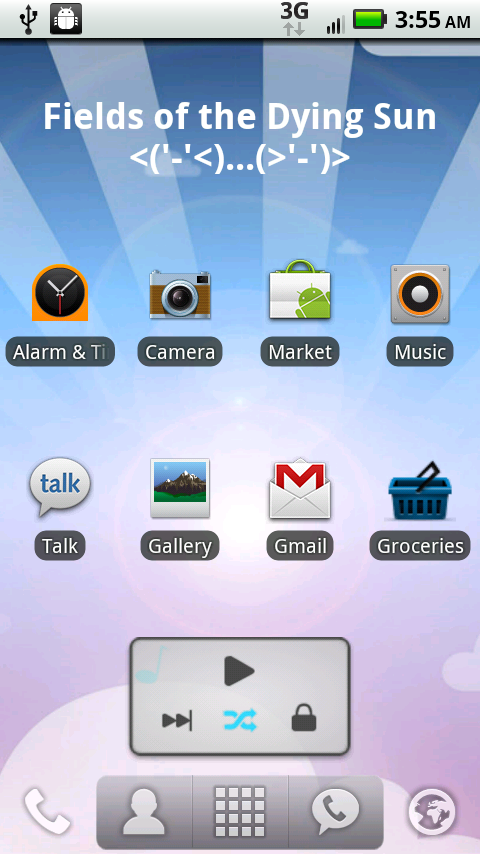 3G
3:55 AM
Fields of the Dying Sun
<('-'<)...(>'-')>
Alarm & Ti
Camera
Market
Music
talk
Talk
Gallery
Gmail
Groceries